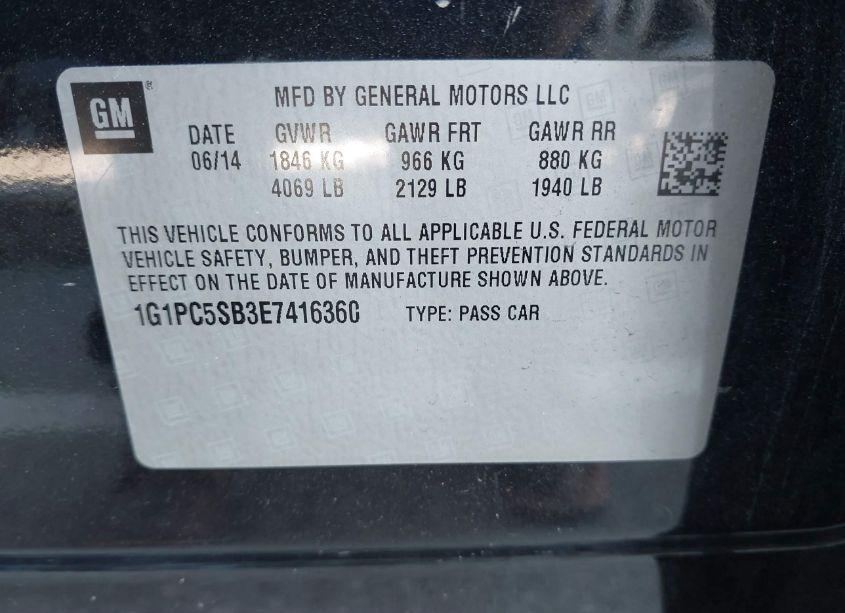 GM ®
MFD BY GENERAL MOTORS LLC
DATE GVWR GAWR FRT GAWR RR
06/14 1846 KG 966 KG 880 KG
4069 LB 2129 LB 1940 LB
THIS VEHICLE CONFORMS TO ALL APPLICABLE U.S. FEDERAL MOTOR
VEHICLE SAFETY, BUMPER, AND THEFT PREVENTION STANDARDS IN
EFFECT ON THE DATE OF MANUFACTURE SHOWN ABOVE.
1G1PC5SB3E7416360 TYPE: PASS CAR